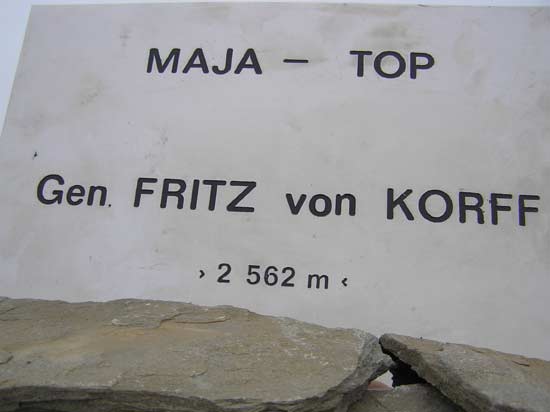 MAJA – TOP
Gen. FRITZ von KORFF
› 2 562 m ‹